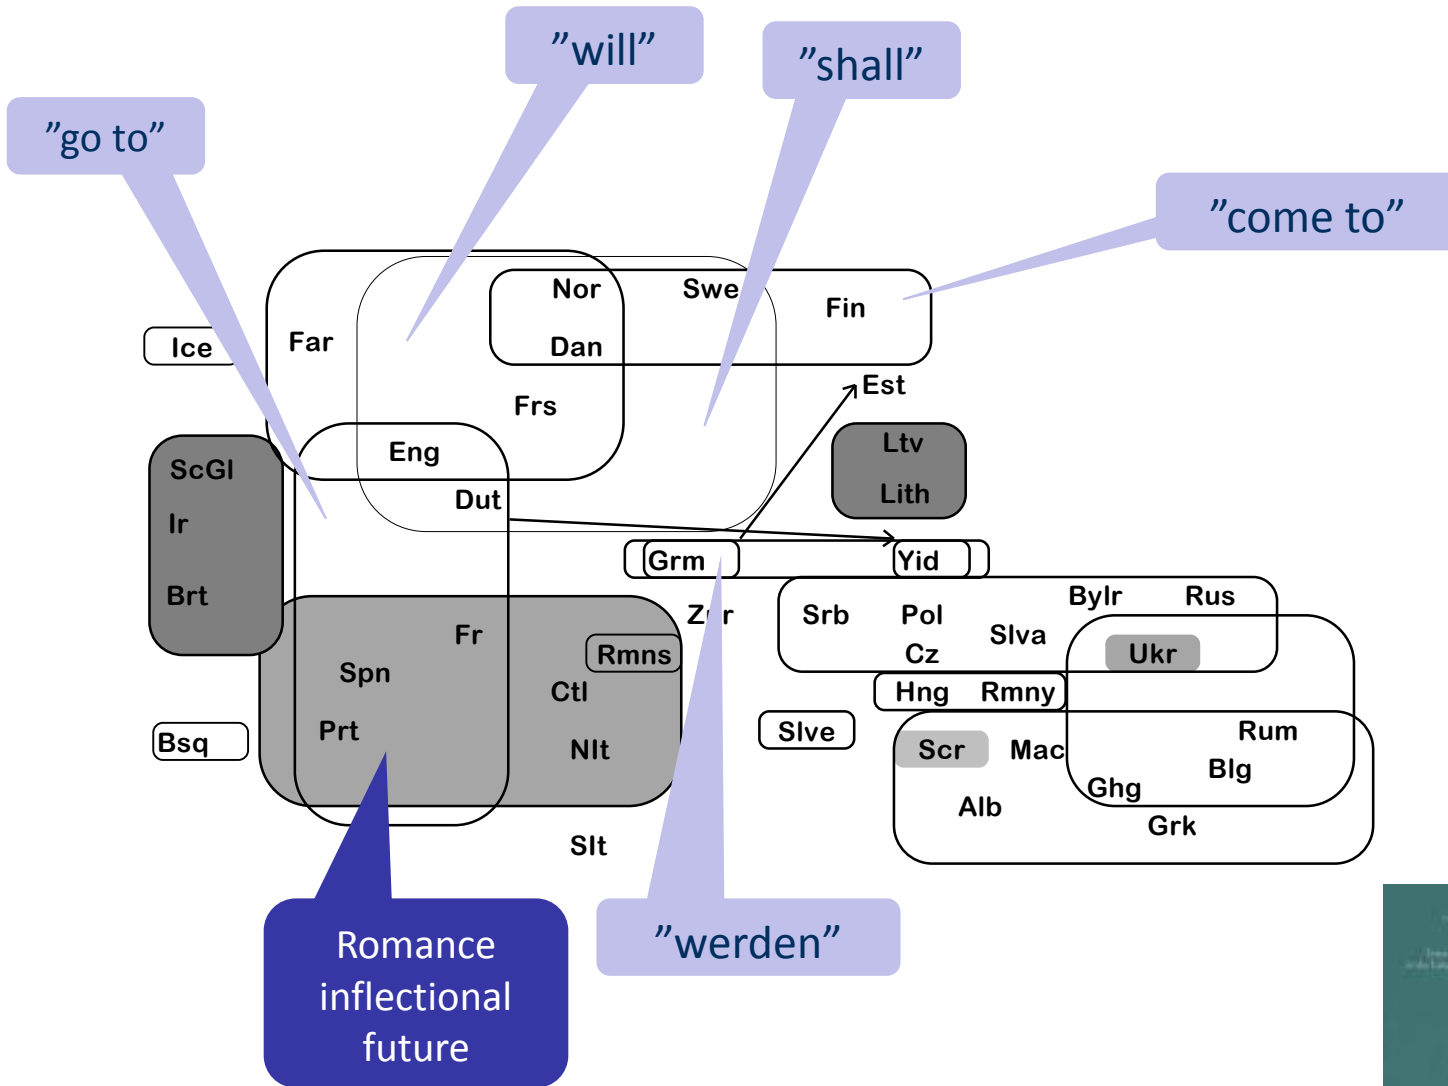 ”will”
”shall”
”go to”
”come to”
Nor Swe Fin
Ice Far Dan
Est
Frs
Eng Ltv
ScGl
Dut Lith
Ir
Grm Yid
Brt Bylr Rus
Fr Srb Pol Slva
Rmns Cz Ukr
Spn Ctl Hng Rmny
Prt Slve Rum
Bsq Nlt Scr Mac
Blg
Ghg
Alb
Grk
Slt
Romance
inflectional
future
”werden”